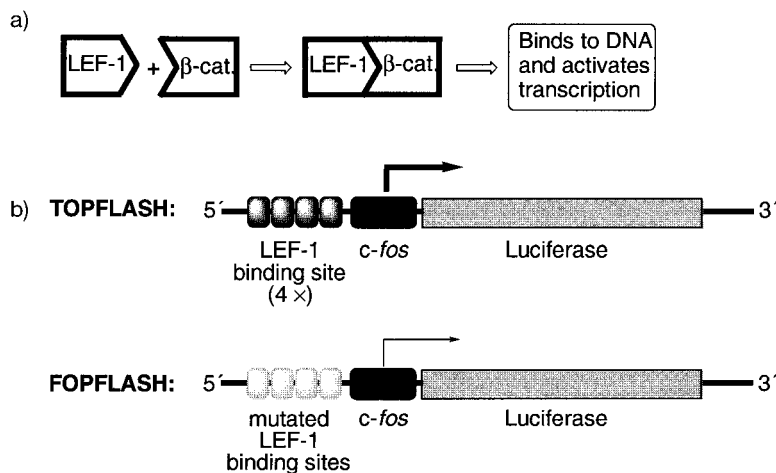 a)
LEF-1 + β-cat. LEF-1 β-cat. Binds to DNA
and activates
transcription
b) TOPFLASH: 5´ 3´
LEF-1
binding site
(4 ×)
c-fos
Luciferase
FOPFLASH: 5´ 3´
mutated
LEF-1
binding sites
c-fos
Luciferase